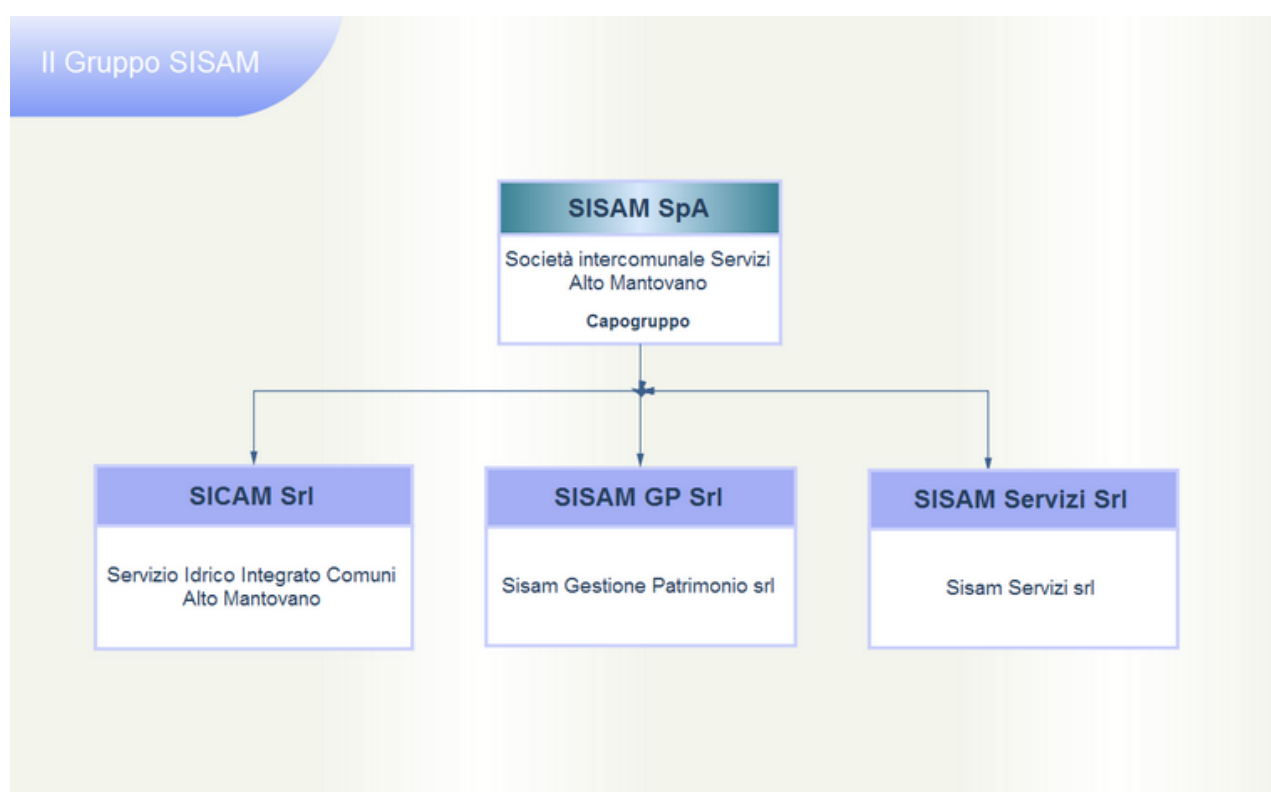 Il Gruppo SISAM
SISAM SpA
Società intercomunale Servizi
Alto Mantovano
Capogruppo
SICAM Srl
Servizio Idrico Integrato Comuni
Alto Mantovano
SISAM GP Srl
Sisam Gestione Patrimonio srl
SISAM Servizi Srl
Sisam Servizi srl